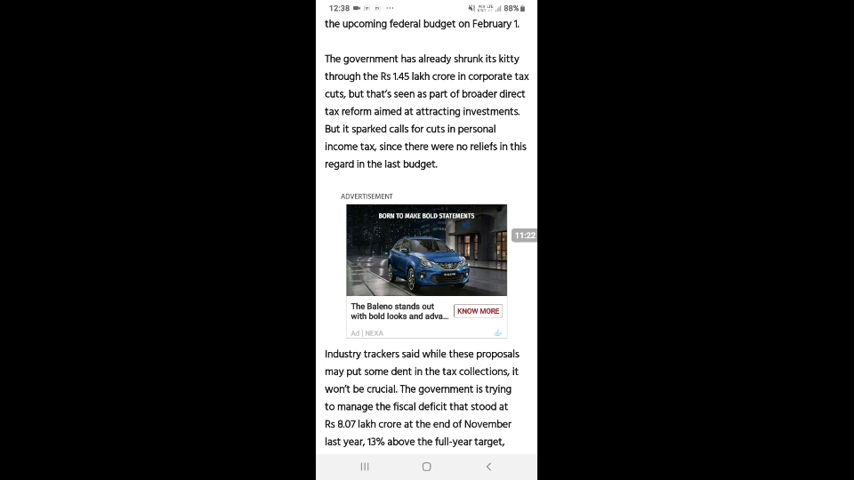 12:38
88%
the upcoming federal budget on February 1.
The government has already shrunk its kitty
through the Rs 1.45 lakh crore in corporate tax
cuts, but that's seen as part of broader direct
tax reform aimed at attracting investments.
But it sparked calls for cuts in personal
income tax, since there were no reliefs in this
regard in the last budget.
ADVERTISEMENT
BORN TO MAKE BOLD STATEMENTS
11:22
The Baleno stands out
with bold looks and adva...
KNOW MORE
Ad | NEXA
Industry trackers said while these proposals
may put some dent in the tax collections, it
won't be crucial. The government is trying
to manage the fiscal deficit that stood at
Rs 8.07 lakh crore at the end of November
last year, 13% above the full-year target,